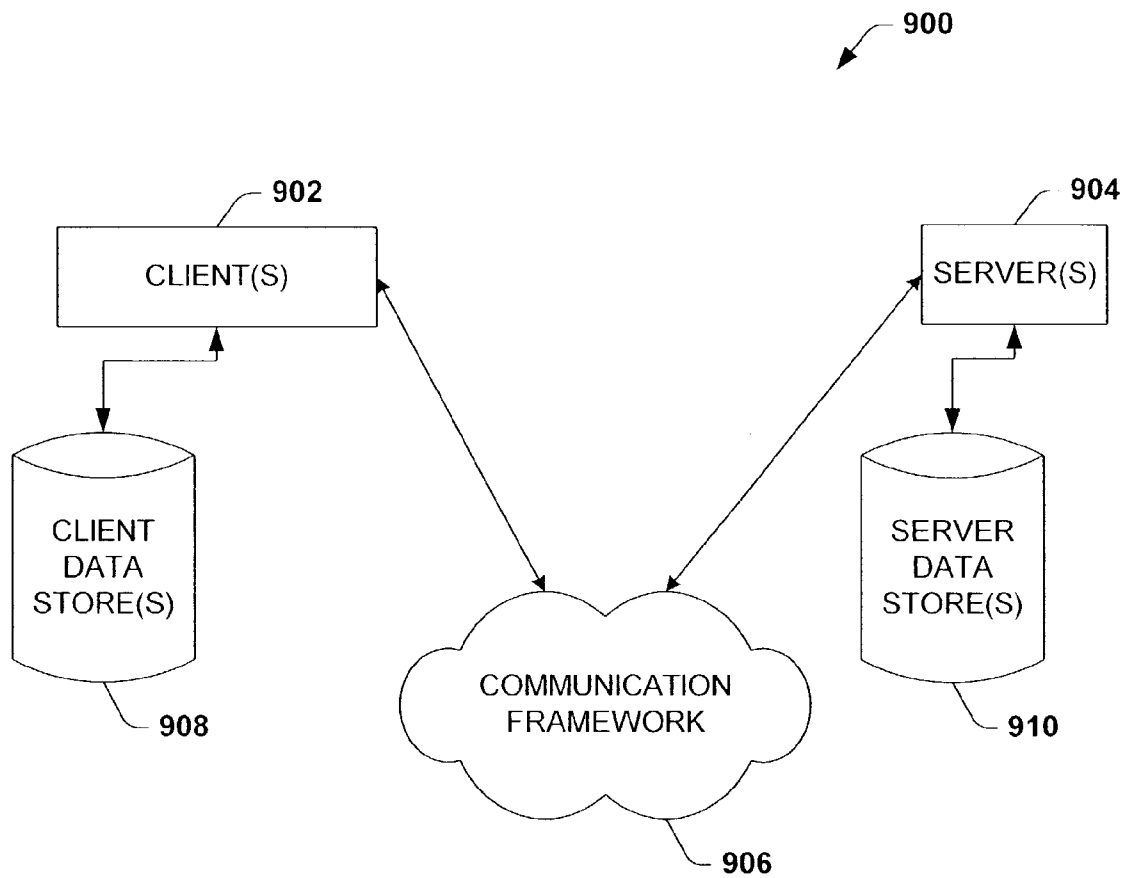 900
902
904
CLIENT(S)
SERVER(S)
CLIENT
DATA
STORE(S)
SERVER
DATA
STORE(S)
COMMUNICATION
FRAMEWORK
908
910
906